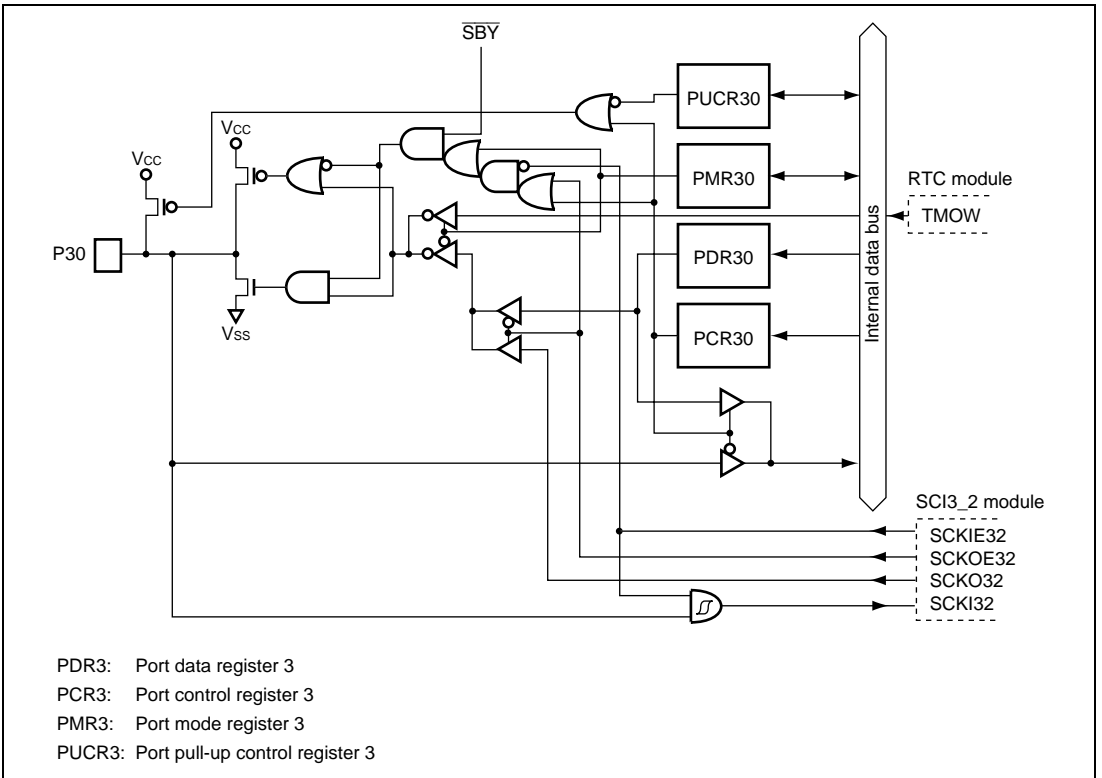 SBY
PUCR30
VCC
VCC
PMR30
RTC module
TMOW
P30
PDR30
Internal data bus
VSS
PCR30
SCI3_2 module
SCKIE32
SCKOE32
SCKO32
SCKI32
PDR3: Port data register 3
PCR3: Port control register 3
PMR3: Port mode register 3
PUCR3: Port pull-up control register 3